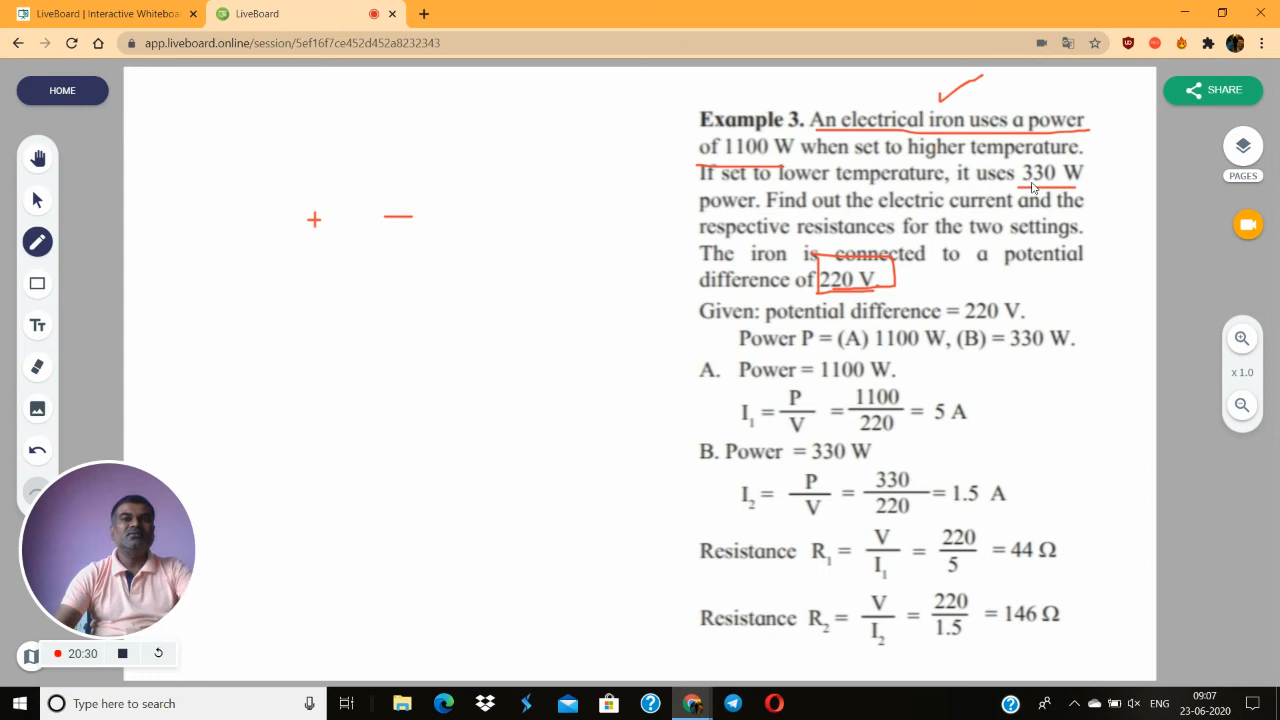 LiveBoard | Interactive Whiteboa
LiveBoard
app.liveboard.online/session/5ef16f7ce452d452a8232343
HOME
SHARE
PAGES
x 1.0
+ −
Example 3. An electrical iron uses a power
of 1100 W when set to higher temperature.
If set to lower temperature, it uses 330 W
power. Find out the electric current and the
respective resistances for the two settings.
The iron is connected to a potential
difference of 220 V.
Given: potential difference = 220 V.
Power P = (A) 1100 W, (B) = 330 W.
A. Power = 1100 W.
I₁ = P/V = 1100/220 = 5 A
B. Power = 330 W
I₂ = P/V = 330/220 = 1.5 A
Resistance R₁ = V/I₁ = 220/5 = 44 Ω
Resistance R₂ = V/I₂ = 220/1.5 = 146 Ω
20:30
Type here to search
ENG
09:07
23-06-2020